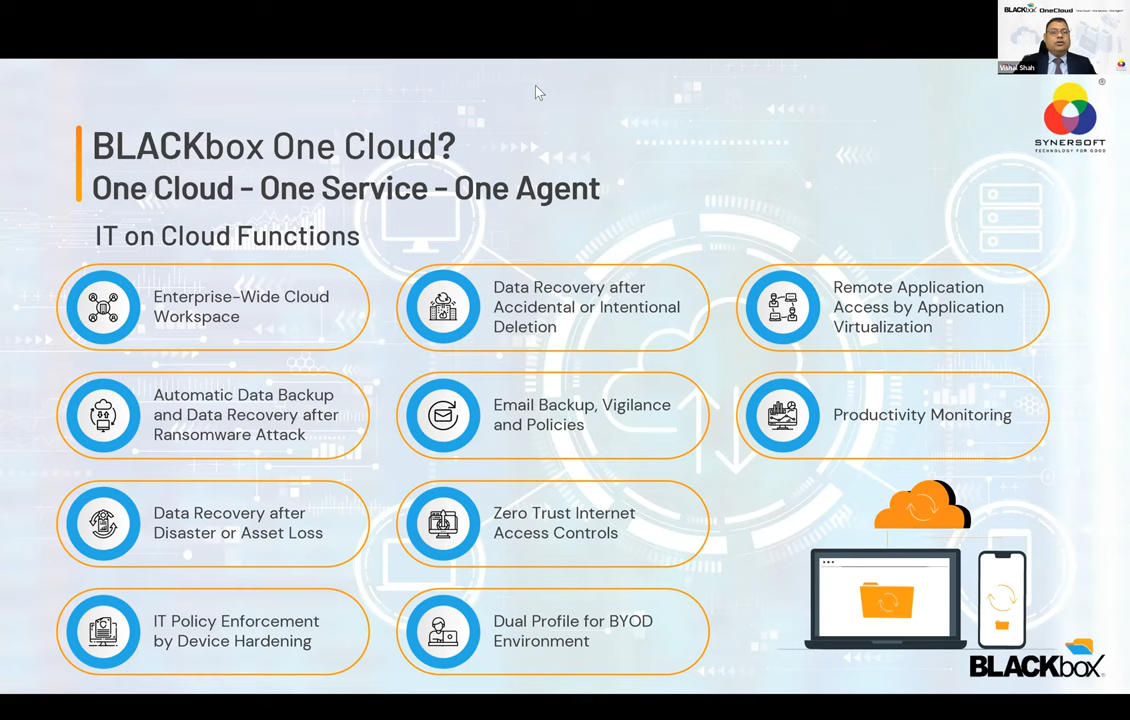 BLACKbox OneCloud
Vishal Shah
SYNERSOFT
TECHNOLOGY FOR GOOD
BLACKbox One Cloud?
One Cloud - One Service - One Agent
IT on Cloud Functions
Enterprise-Wide Cloud
Workspace
Automatic Data Backup
and Data Recovery after
Ransomware Attack
Data Recovery after
Disaster or Asset Loss
IT Policy Enforcement
by Device Hardening
Data Recovery after
Accidental or Intentional
Deletion
Email Backup, Vigilance
and Policies
Zero Trust Internet
Access Controls
Dual Profile for BYOD
Environment
Remote Application
Access by Application
Virtualization
Productivity Monitoring
BLACKbox